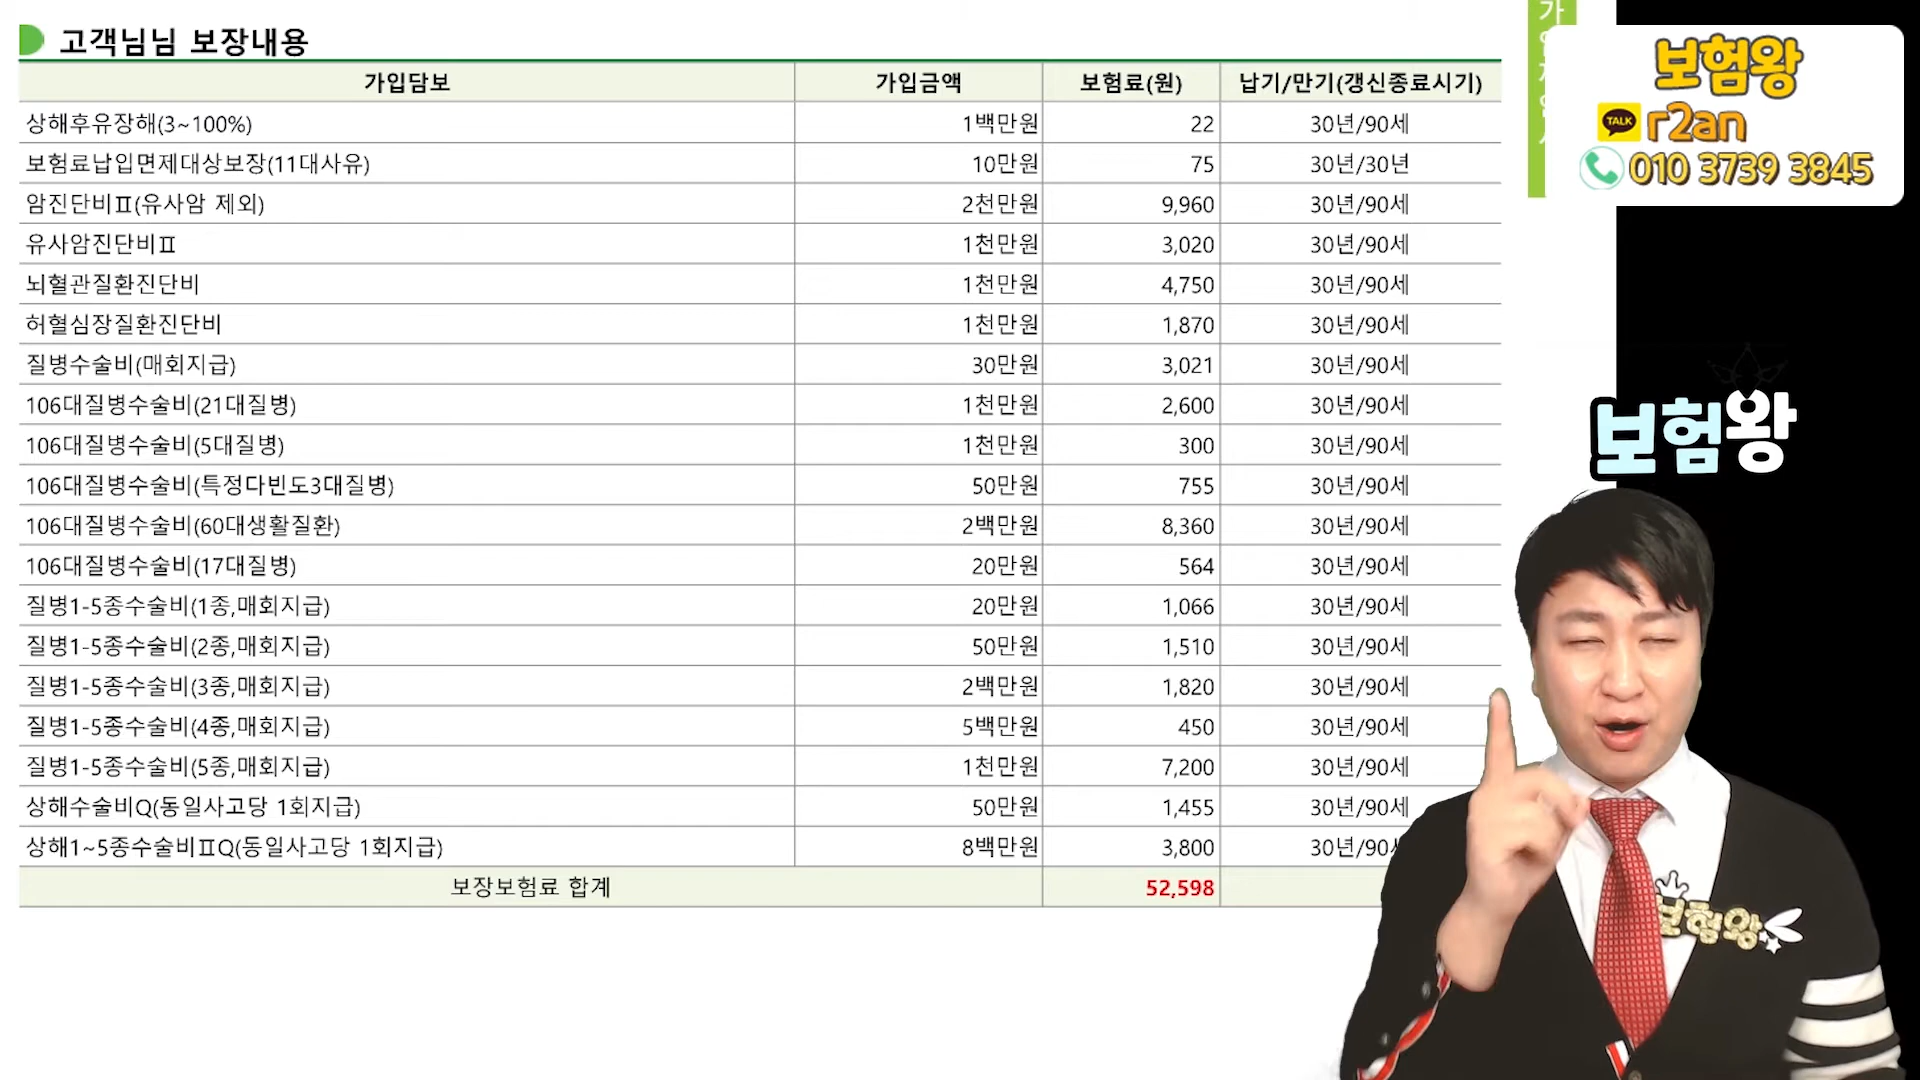 고객님님 보장내용
가입담보 가입금액 보험료(원) 납기/만기(갱신종료시기)
상해후유장해(3~100%) 1백만원 22 30년/90세
보험료납입면제대상보장(11대사유) 10만원 75 30년/30년
암진단비Ⅱ(유사암 제외) 2천만원 9,960 30년/90세
유사암진단비Ⅱ 1천만원 3,020 30년/90세
뇌혈관질환진단비 1천만원 4,750 30년/90세
허혈심장질환진단비 1천만원 1,870 30년/90세
질병수술비(매회지급) 30만원 3,021 30년/90세
106대질병수술비(21대질병) 1천만원 2,600 30년/90세
106대질병수술비(5대질병) 1천만원 300 30년/90세
106대질병수술비(특정다빈도3대질병) 50만원 755 30년/90세
106대질병수술비(60대생활질환) 2백만원 8,360 30년/90세
106대질병수술비(17대질병) 20만원 564 30년/90세
질병1-5종수술비(1종,매회지급) 20만원 1,066 30년/90세
질병1-5종수술비(2종,매회지급) 50만원 1,510 30년/90세
질병1-5종수술비(3종,매회지급) 2백만원 1,820 30년/90세
질병1-5종수술비(4종,매회지급) 5백만원 450 30년/90세
질병1-5종수술비(5종,매회지급) 1천만원 7,200 30년/90세
상해수술비Q(동일사고당 1회지급) 50만원 1,455 30년/90세
상해1~5종수술비ⅡQ(동일사고당 1회지급) 8백만원 3,800 30년/90
보장보험료 합계 52,598
가
보험왕
TALK r2an
010 3739 3845
보험왕
보험왕